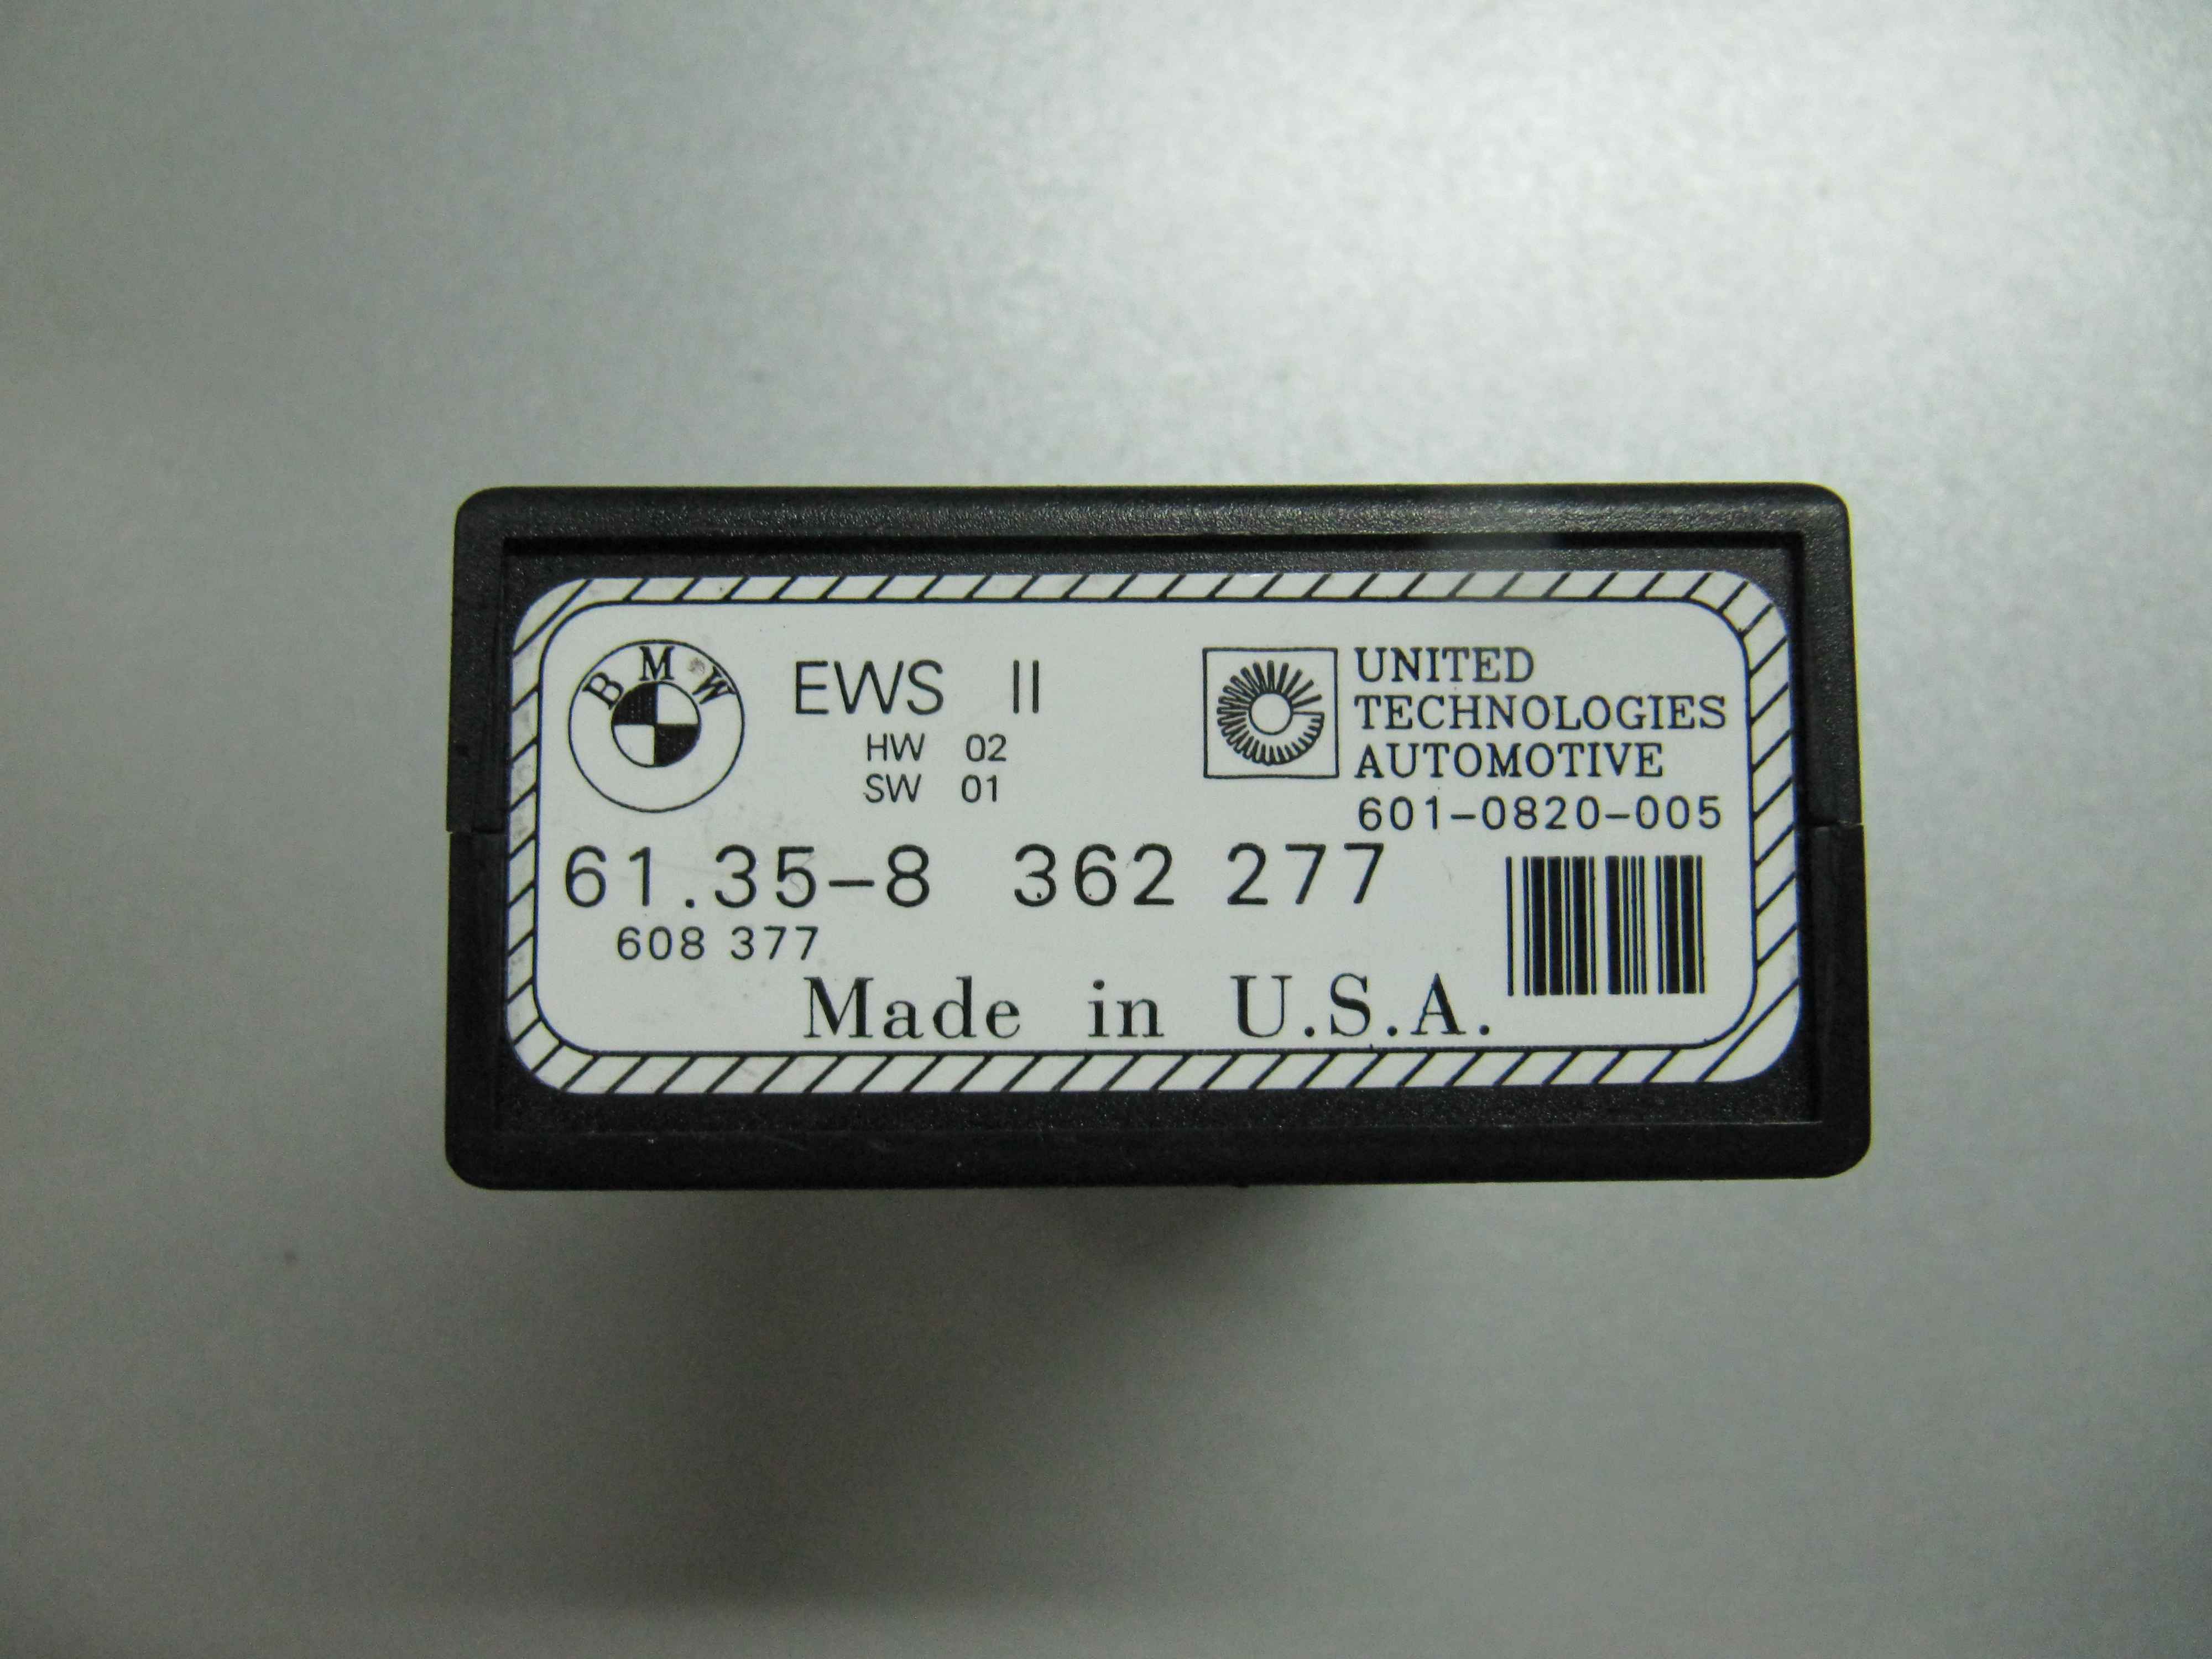 BMW
EWS II
HW 02
SW 01
UNITED
TECHNOLOGIES
AUTOMOTIVE
601-0820-005
61.35-8 362 277
608 377
Made in U.S.A.